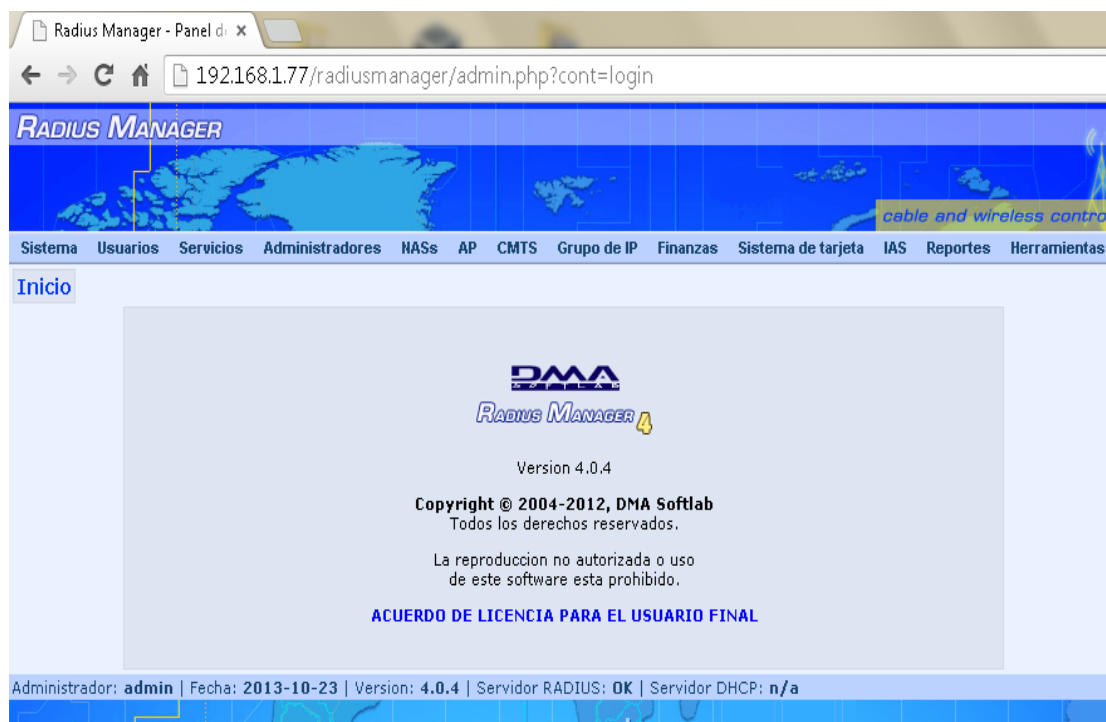 Radius Manager - Panel d
192.168.1.77/radiusmanager/admin.php?cont=login
RADIUS MANAGER
cable and wireless contro
Sistema Usuarios Servicios Administradores NASs AP CMTS Grupo de IP Finanzas Sistema de tarjeta IAS Reportes Herramientas
Inicio
DMA
SOFTLAB
RADIUS MANAGER 4
Version 4.0.4
Copyright © 2004-2012, DMA Softlab
Todos los derechos reservados.
La reproduccion no autorizada o uso
de este software esta prohibido.
ACUERDO DE LICENCIA PARA EL USUARIO FINAL
Administrador: admin | Fecha: 2013-10-23 | Version: 4.0.4 | Servidor RADIUS: OK | Servidor DHCP: n/a